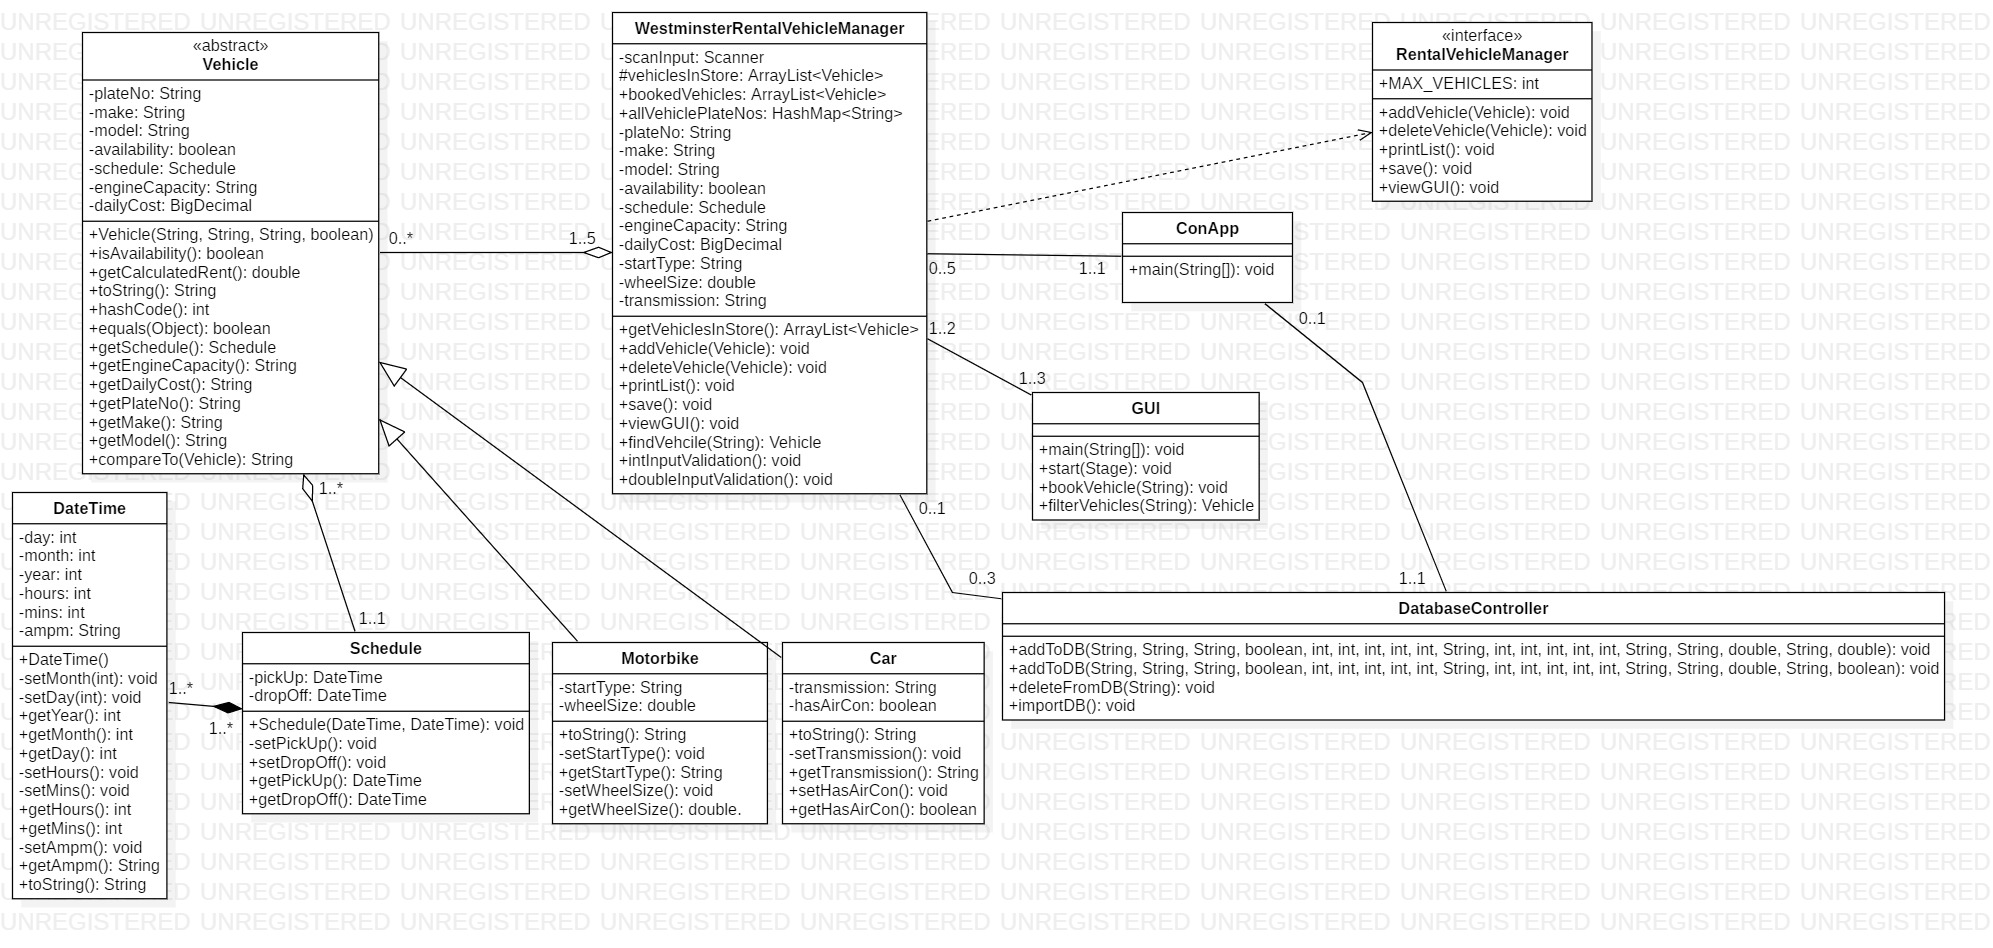 «abstract»
Vehicle
-plateNo: String
-make: String
-model: String
-availability: boolean
-schedule: Schedule
-engineCapacity: String
-dailyCost: BigDecimal
+Vehicle(String, String, String, boolean)
+isAvailability(): boolean
+getCalculatedRent(): double
+toString(): String
+hashCode(): int
+equals(Object): boolean
+getSchedule(): Schedule
+getEngineCapacity(): String
+getDailyCost(): String
+getPlateNo(): String
+getMake(): String
+getModel(): String
+compareTo(Vehicle): String
0..*
1..5
WestminsterRentalVehicleManager
-scanInput: Scanner
#vehiclesInStore: ArrayList<Vehicle>
+bookedVehicles: ArrayList<Vehicle>
+allVehiclePlateNos: HashMap<String>
-plateNo: String
-make: String
-model: String
-availability: boolean
-schedule: Schedule
-engineCapacity: String
-dailyCost: BigDecimal
-startType: String
-wheelSize: double
-transmission: String
+getVehiclesInStore(): ArrayList<Vehicle>
+addVehicle(Vehicle): void
+deleteVehicle(Vehicle): void
+printList(): void
+save(): void
+viewGUI(): void
+findVehcile(String): Vehicle
+intInputValidation(): void
+doubleInputValidation(): void
«interface»
RentalVehicleManager
+MAX_VEHICLES: int
+addVehicle(Vehicle): void
+deleteVehicle(Vehicle): void
+printList(): void
+save(): void
+viewGUI(): void
0..5
1..1
ConApp
+main(String[]): void
0..1
1..2
1..3
GUI
+main(String[]): void
+start(Stage): void
+bookVehicle(String): void
+filterVehicles(String): Vehicle
0..1
0..3
1..1
DatabaseController
+addToDB(String, String, String, boolean, int, int, int, int, int, String, int, int, int, int, int, String, String, double, String, double): void
+addToDB(String, String, String, boolean, int, int, int, int, int, String, int, int, int, int, int, String, String, double, String, boolean): void
+deleteFromDB(String): void
+importDB(): void
1..*
1..1
DateTime
-day: int
-month: int
-year: int
-hours: int
-mins: int
-ampm: String
+DateTime()
-setMonth(int): void
-setDay(int): void
+getYear(): int
+getMonth(): int
+getDay(): int
-setHours(): void
-setMins(): void
+getHours(): int
+getMins(): int
-setAmpm(): void
+getAmpm(): String
+toString(): String
1..*
1..*
Schedule
-pickUp: DateTime
-dropOff: DateTime
+Schedule(DateTime, DateTime): void
-setPickUp(): void
+setDropOff(): void
+getPickUp(): DateTime
+getDropOff(): DateTime
Motorbike
-startType: String
-wheelSize: double
+toString(): String
-setStartType(): void
+getStartType(): String
-setWheelSize(): void
+getWheelSize(): double.
Car
-transmission: String
-hasAirCon: boolean
+toString(): String
-setTransmission(): void
+getTransmission(): String
+setHasAirCon(): void
+getHasAirCon(): boolean